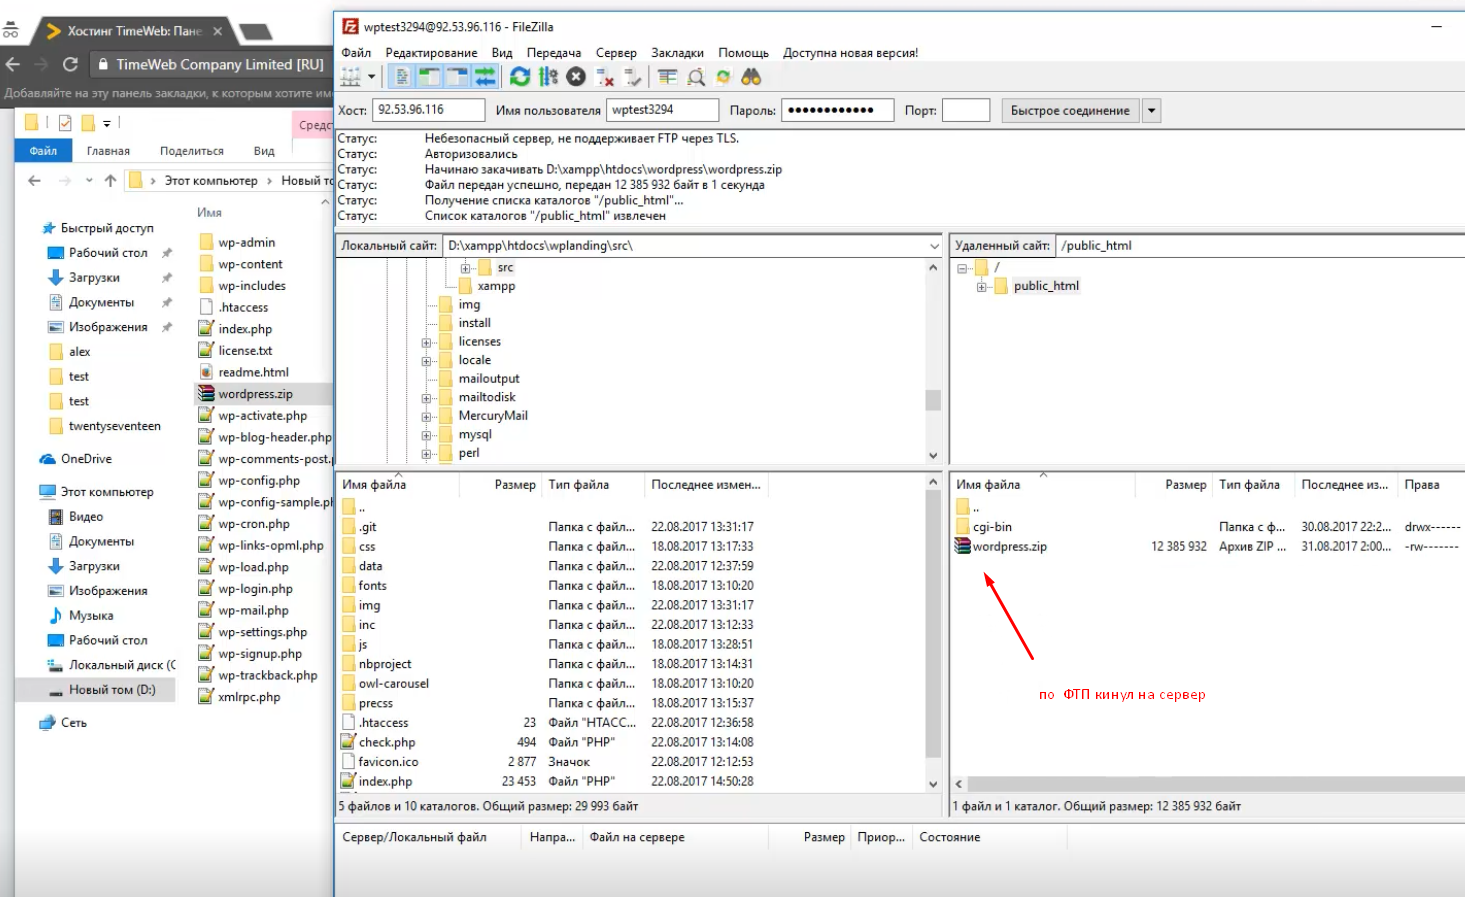 Хостинг TimeWeb: Пане
TimeWeb Company Limited [RU]
Добавляйте на эту панель закладки, к которым хотите им
Средс
Файл Главная Поделиться Вид
Этот компьютер Новый то
Имя
Быстрый доступ
Рабочий стол
Загрузки
Документы
Изображения
alex
test
test
twentyseventeen
OneDrive
Этот компьютер
Видео
Документы
Загрузки
Изображения
Музыка
Рабочий стол
Локальный диск (C
Новый том (D:)
Сеть
wp-admin
wp-content
wp-includes
.htaccess
index.php
license.txt
readme.html
wordpress.zip
wp-activate.php
wp-blog-header.php
wp-comments-post.p
wp-config.php
wp-config-sample.ph
wp-cron.php
wp-links-opml.php
wp-load.php
wp-login.php
wp-mail.php
wp-settings.php
wp-signup.php
wp-trackback.php
xmlrpc.php
wptest3294@92.53.96.116 - FileZilla
Файл Редактирование Вид Передача Сервер Закладки Помощь Доступна новая версия!
Хост: 92.53.96.116 Имя пользователя wptest3294 Пароль: ●●●●●●●●●●●● Порт: Быстрое соединение
Статус: Небезопасный сервер, не поддерживает FTP через TLS.
Статус: Авторизовались
Статус: Начинаю закачивать D:\xampp\htdocs\wordpress\wordpress.zip
Статус: Файл передан успешно, передан 12 385 932 байт в 1 секунда
Статус: Получение списка каталогов "/public_html"...
Статус: Список каталогов "/public_html" извлечен
Локальный сайт: D:\xampp\htdocs\wplanding\src\
src
xampp
img
install
licenses
locale
mailoutput
mailtodisk
MercuryMail
mysql
perl
Удаленный сайт: /public_html
/
public_html
Имя файла Размер Тип файла Последнее измен...
..
.git Папка с файл... 22.08.2017 13:31:17
css Папка с файл... 18.08.2017 13:17:33
data Папка с файл... 22.08.2017 12:37:59
fonts Папка с файл... 18.08.2017 13:10:20
img Папка с файл... 22.08.2017 13:31:17
inc Папка с файл... 22.08.2017 13:12:33
js Папка с файл... 18.08.2017 13:28:51
nbproject Папка с файл... 18.08.2017 13:14:31
owl-carousel Папка с файл... 18.08.2017 13:10:20
precss Папка с файл... 18.08.2017 13:15:37
.htaccess 23 Файл "HTACC... 22.08.2017 12:36:58
check.php 494 Файл "PHP" 22.08.2017 13:14:08
favicon.ico 2 877 Значок 22.08.2017 12:12:53
index.php 23 453 Файл "PHP" 22.08.2017 14:50:28
5 файлов и 10 каталогов. Общий размер: 29 993 байт
Имя файла Размер Тип файла Последнее из... Права
..
cgi-bin Папка с ф... 30.08.2017 22:2... drwx------
wordpress.zip 12 385 932 Архив ZIP ... 31.08.2017 2:00... -rw-------
по ФТП кинул на сервер
1 файл и 1 каталог. Общий размер: 12 385 932 байт
Сервер/Локальный файл Напра... Файл на сервере Размер Приор... Состояние